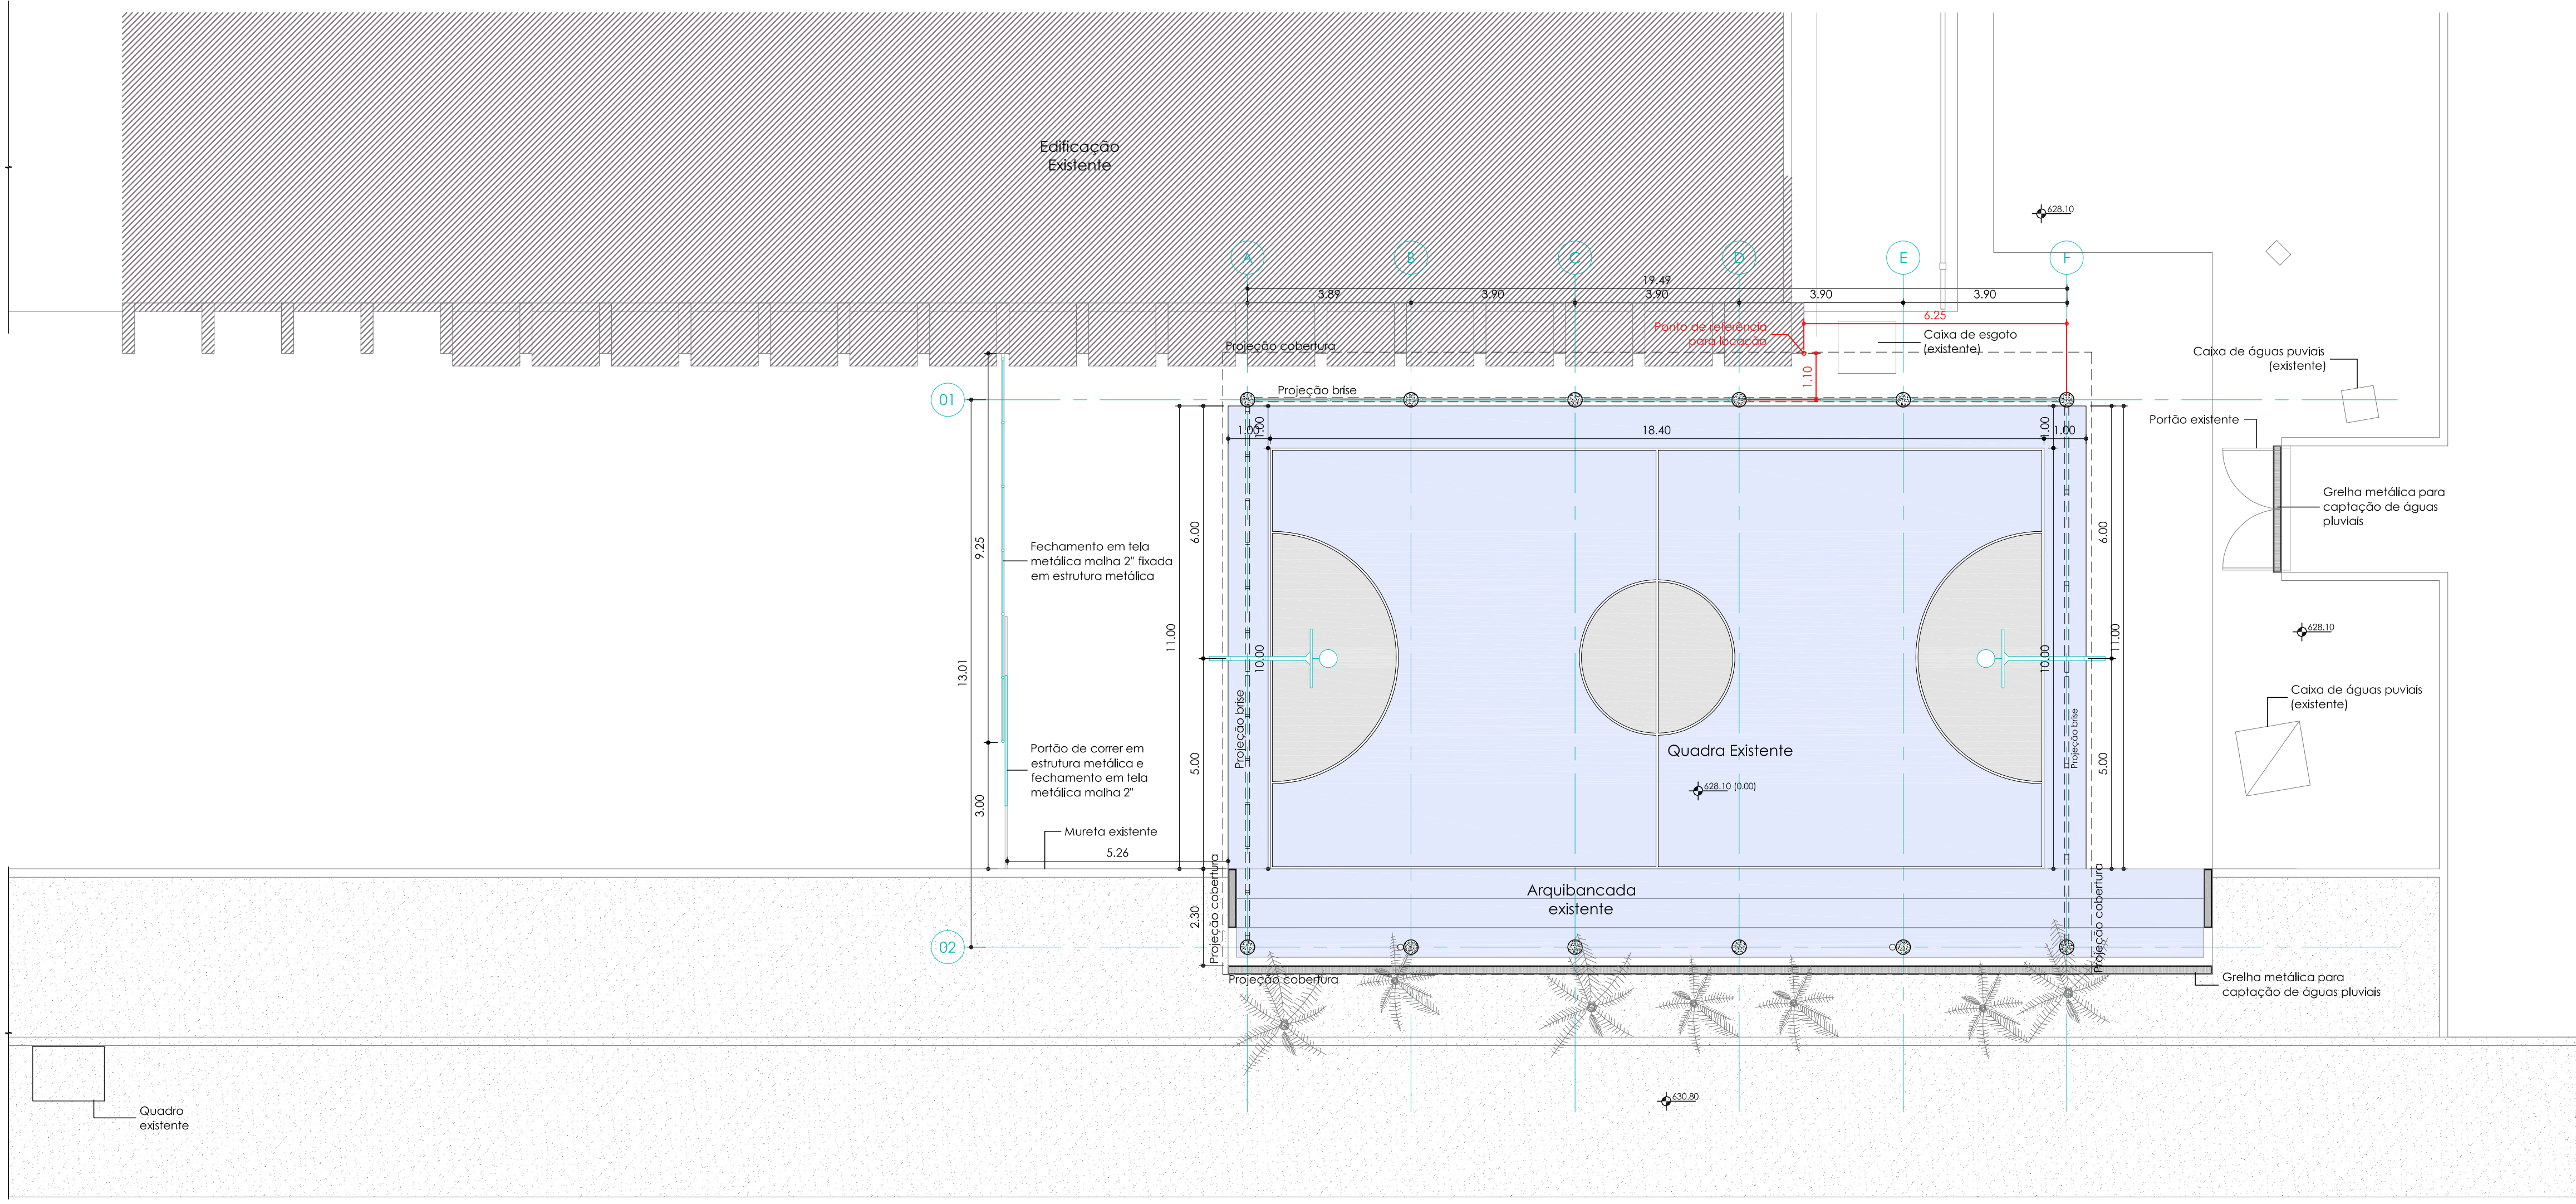 Edificação
Existente
628.10
A
B
C
D
E
F
19.49
3.89
3.90
3.90
3.90
3.90
6.25
Ponto de referência
para locação
Caixa de esgoto
(existente)
Projeção cobertura
1.10
Caixa de águas puviais
(existente)
Projeção brise
01
Portão existente
1.00
1.00
18.40
1.00
1.00
Grelha metálica para
captação de águas
pluviais
9.25
Fechamento em tela
metálica malha 2" fixada
em estrutura metálica
6.00
6.00
11.00
11.00
10.00
10.00
13.01
628.10
Projeção brise
Projeção brise
Caixa de águas puviais
(existente)
Quadra Existente
628.10 (0.00)
Portão de correr em
estrutura metálica e
fechamento em tela
metálica malha 2"
5.00
5.00
3.00
Mureta existente
5.26
Arquibancada
existente
2.30
Projeção cobertura
Projeção cobertura
02
Projeção cobertura
Grelha metálica para
captação de águas pluviais
630.80
Quadro
existente